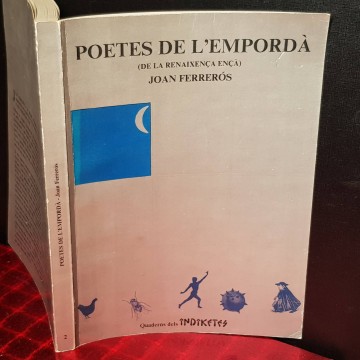 POETES DE L'EMPORDÀ
(DE LA RENAIXENÇA ENÇÀ)
JOAN FERRERÓS
Quaderns dels INDIKETES
POETES DE L'EMPORDÀ - Joan Ferrerós
2